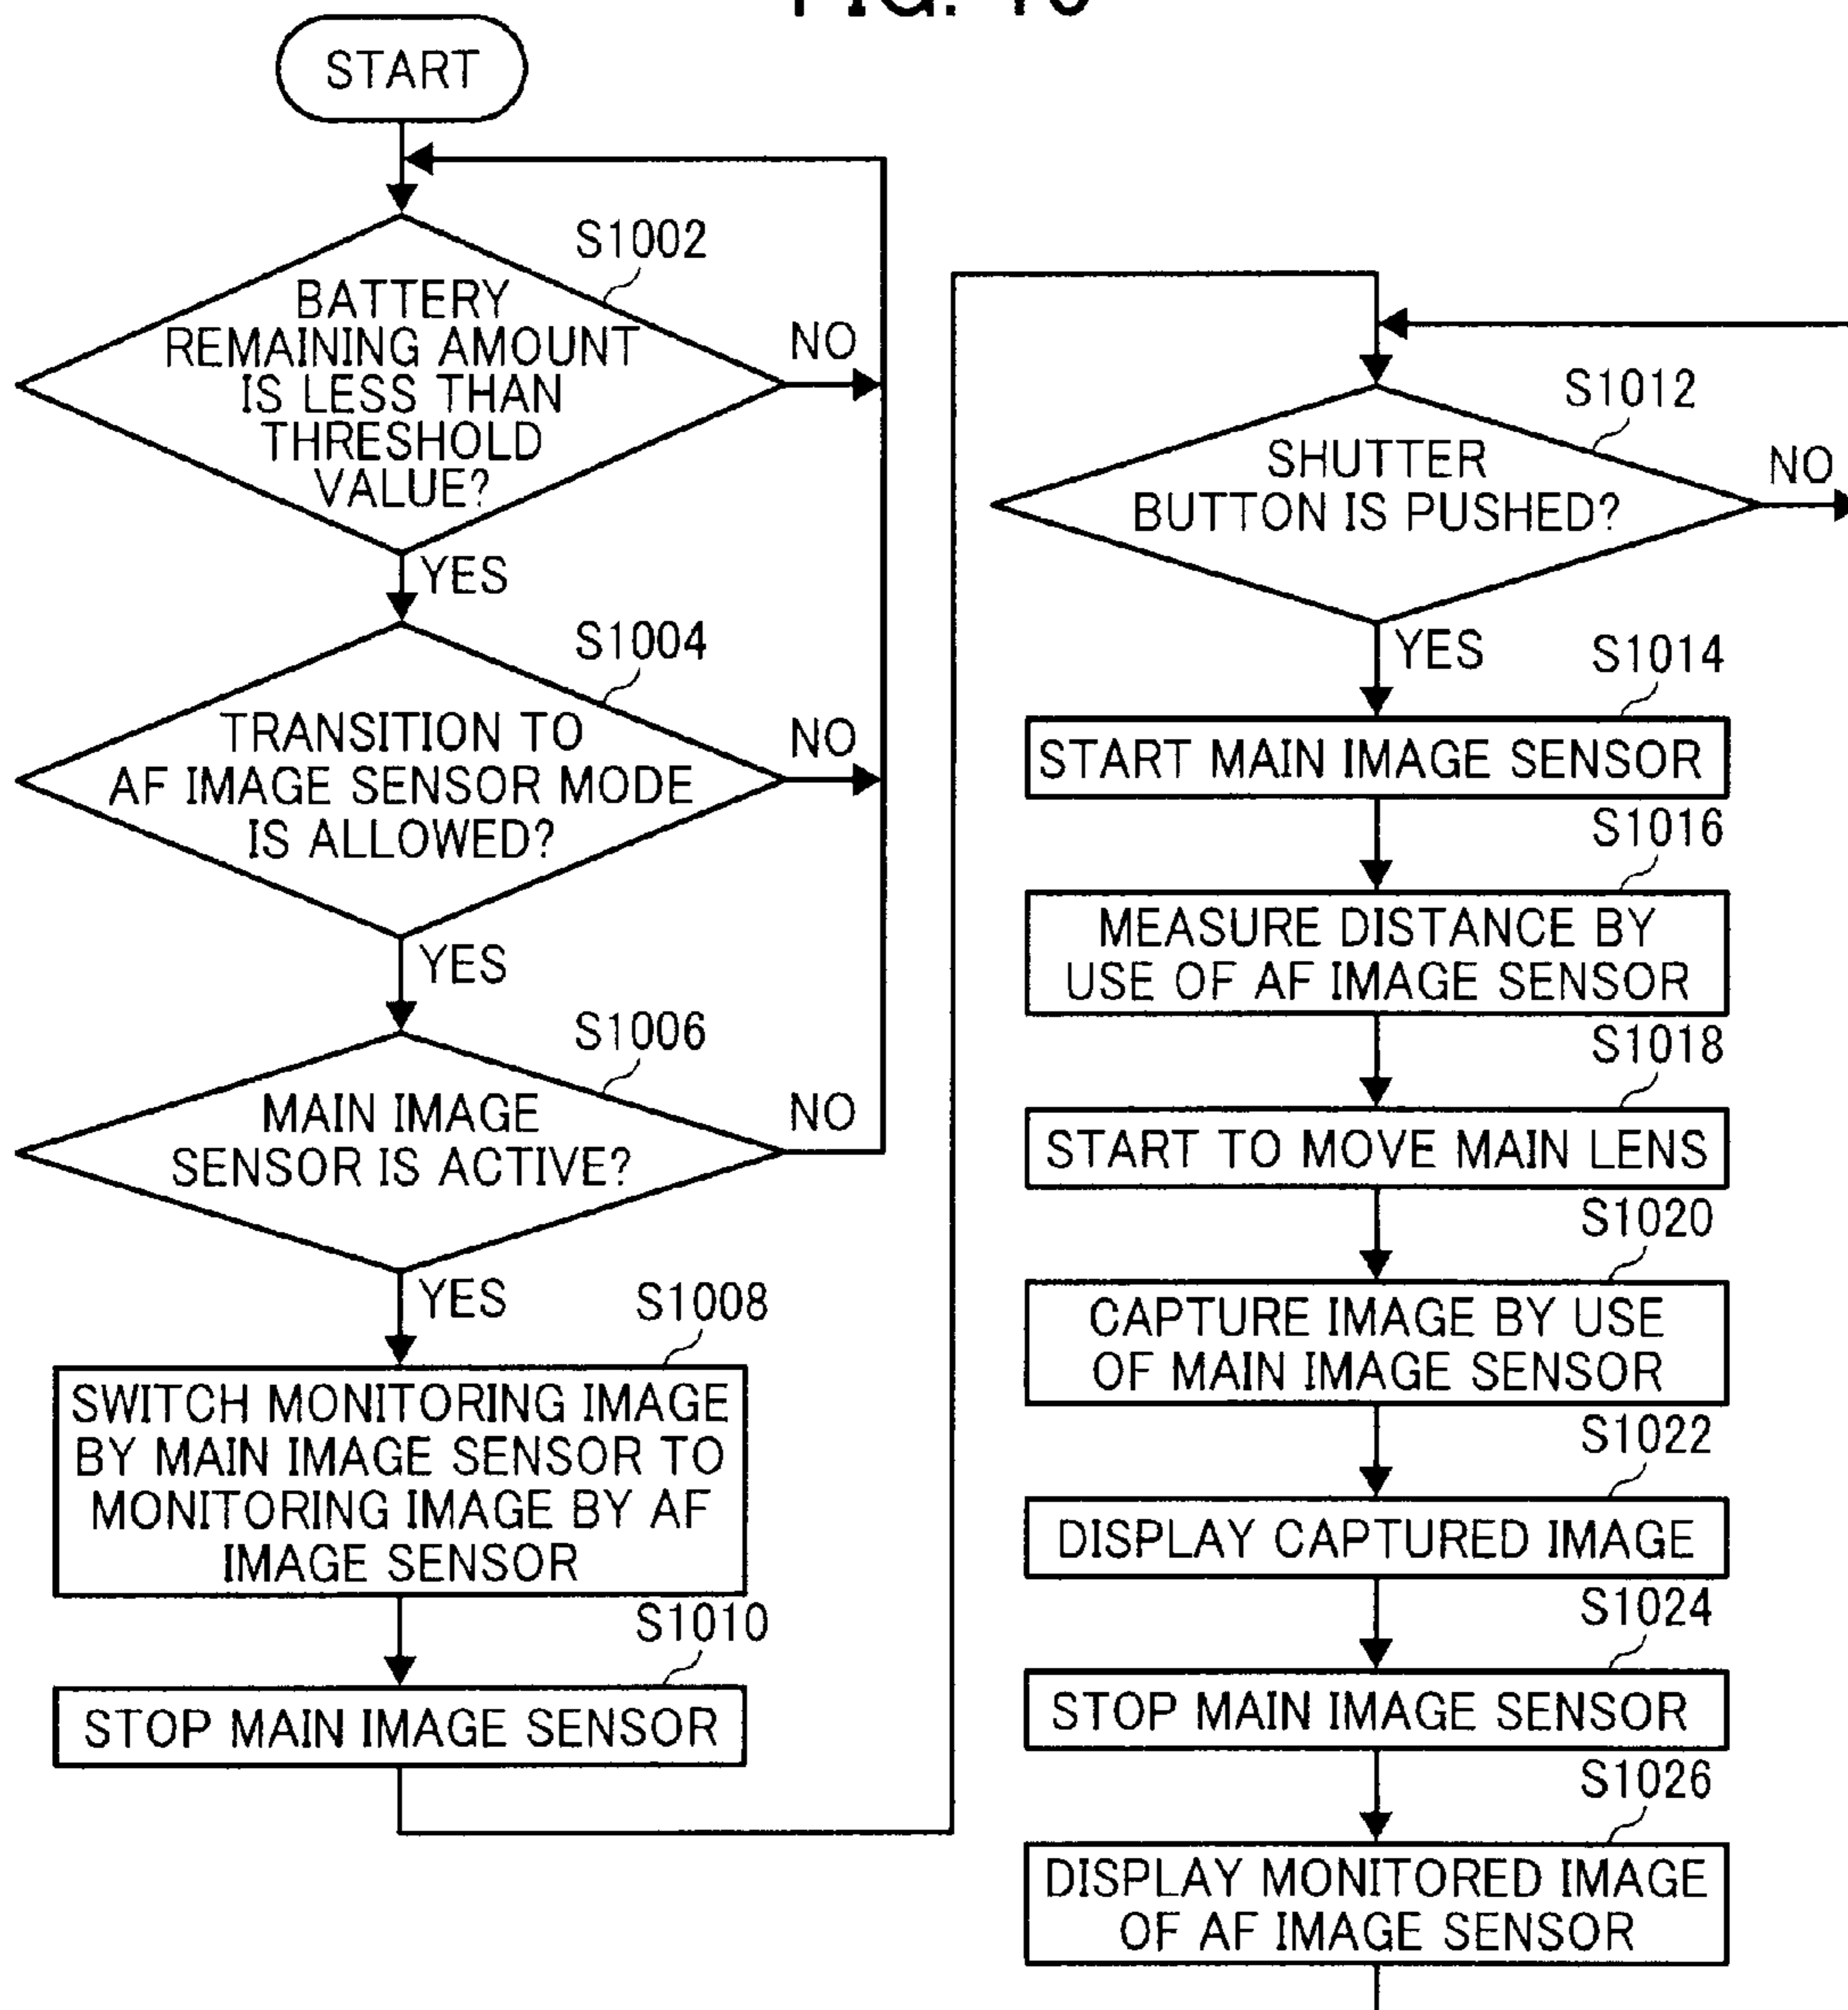 START
S1002
BATTERY
REMAINING AMOUNT
IS LESS THAN
THRESHOLD
VALUE?
NO
YES
S1004
TRANSITION TO
AF IMAGE SENSOR MODE
IS ALLOWED?
NO
YES
S1006
MAIN IMAGE
SENSOR IS ACTIVE?
NO
YES
S1008
SWITCH MONITORING IMAGE
BY MAIN IMAGE SENSOR TO
MONITORING IMAGE BY AF
IMAGE SENSOR
S1010
STOP MAIN IMAGE SENSOR
S1012
SHUTTER
BUTTON IS PUSHED?
NO
YES
S1014
START MAIN IMAGE SENSOR
S1016
MEASURE DISTANCE BY
USE OF AF IMAGE SENSOR
S1018
START TO MOVE MAIN LENS
S1020
CAPTURE IMAGE BY USE
OF MAIN IMAGE SENSOR
S1022
DISPLAY CAPTURED IMAGE
S1024
STOP MAIN IMAGE SENSOR
S1026
DISPLAY MONITORED IMAGE
OF AF IMAGE SENSOR